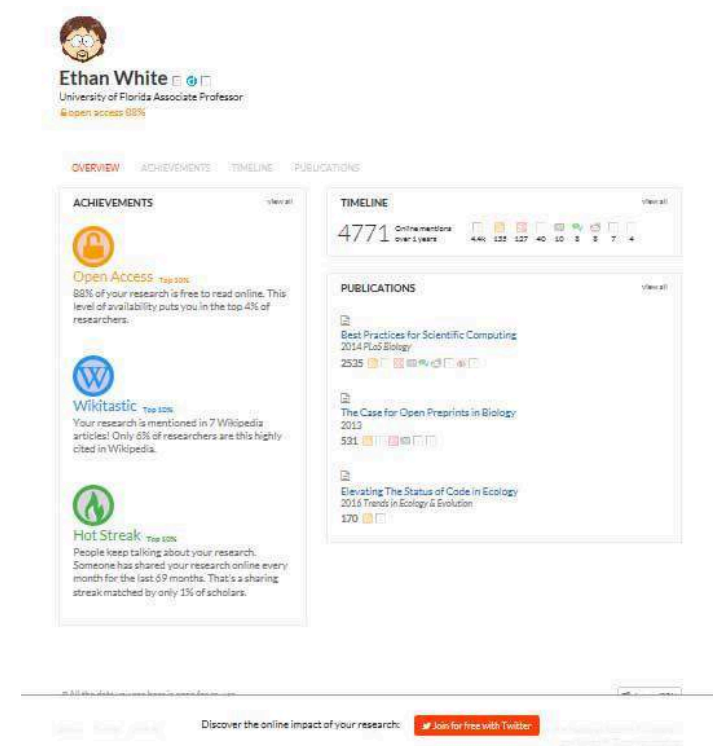 Ethan White
University of Florida Associate Professor
open access 88%
OVERVIEW ACHIEVEMENTS TIMELINE PUBLICATIONS
ACHIEVEMENTS view all
Open Access Top 10%
88% of your research is free to read online. This
level of availability puts you in the top 4% of
researchers.
W
Wikitastic Top 10%
Your research is mentioned in 7 Wikipedia
articles! Only 6% of researchers are this highly
cited in Wikipedia.
Hot Streak Top 10%
People keep talking about your research.
Someone has shared your research online every
month for the last 69 months. That's a sharing
streak matched by only 1% of scholars.
TIMELINE view all
4771 Online mentions
over 1 years
4.4k 135 127 40 10 8 8 7 4
PUBLICATIONS view all
Best Practices for Scientific Computing
2014 PLoS Biology
2535
The Case for Open Preprints in Biology
2013
531
Elevating The Status of Code in Ecology
2016 Trends in Ecology & Evolution
170
Discover the online impact of your research: Join for free with Twitter